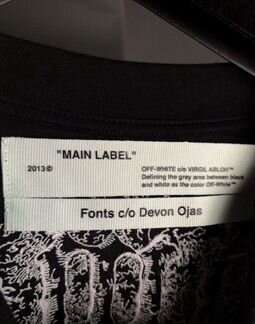 "MAIN LABEL"
2013©
OFF-WHITE c/o VIRGIL ABLOH™
Defining the grey area between black
and white as the color Off-White™
Fonts c/o Devon Ojas